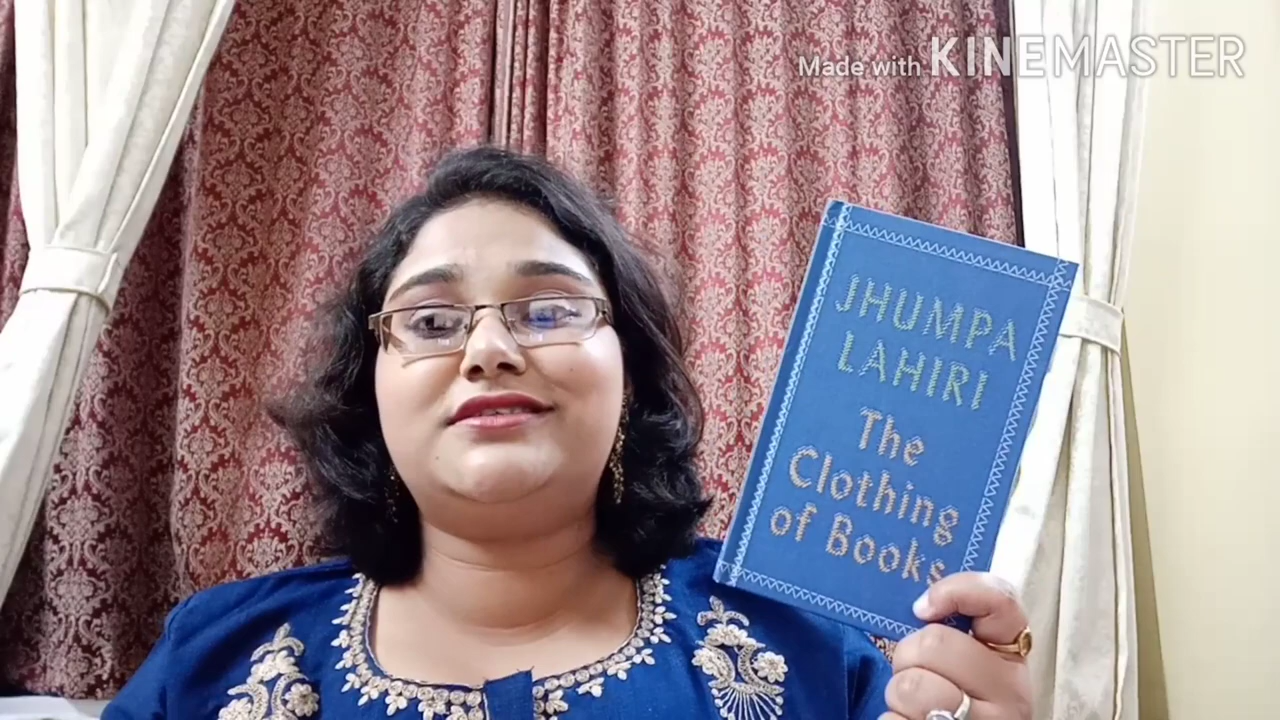 Made with KINEMASTER
JHUMPA
LAHIRI
The
Clothing
of Books